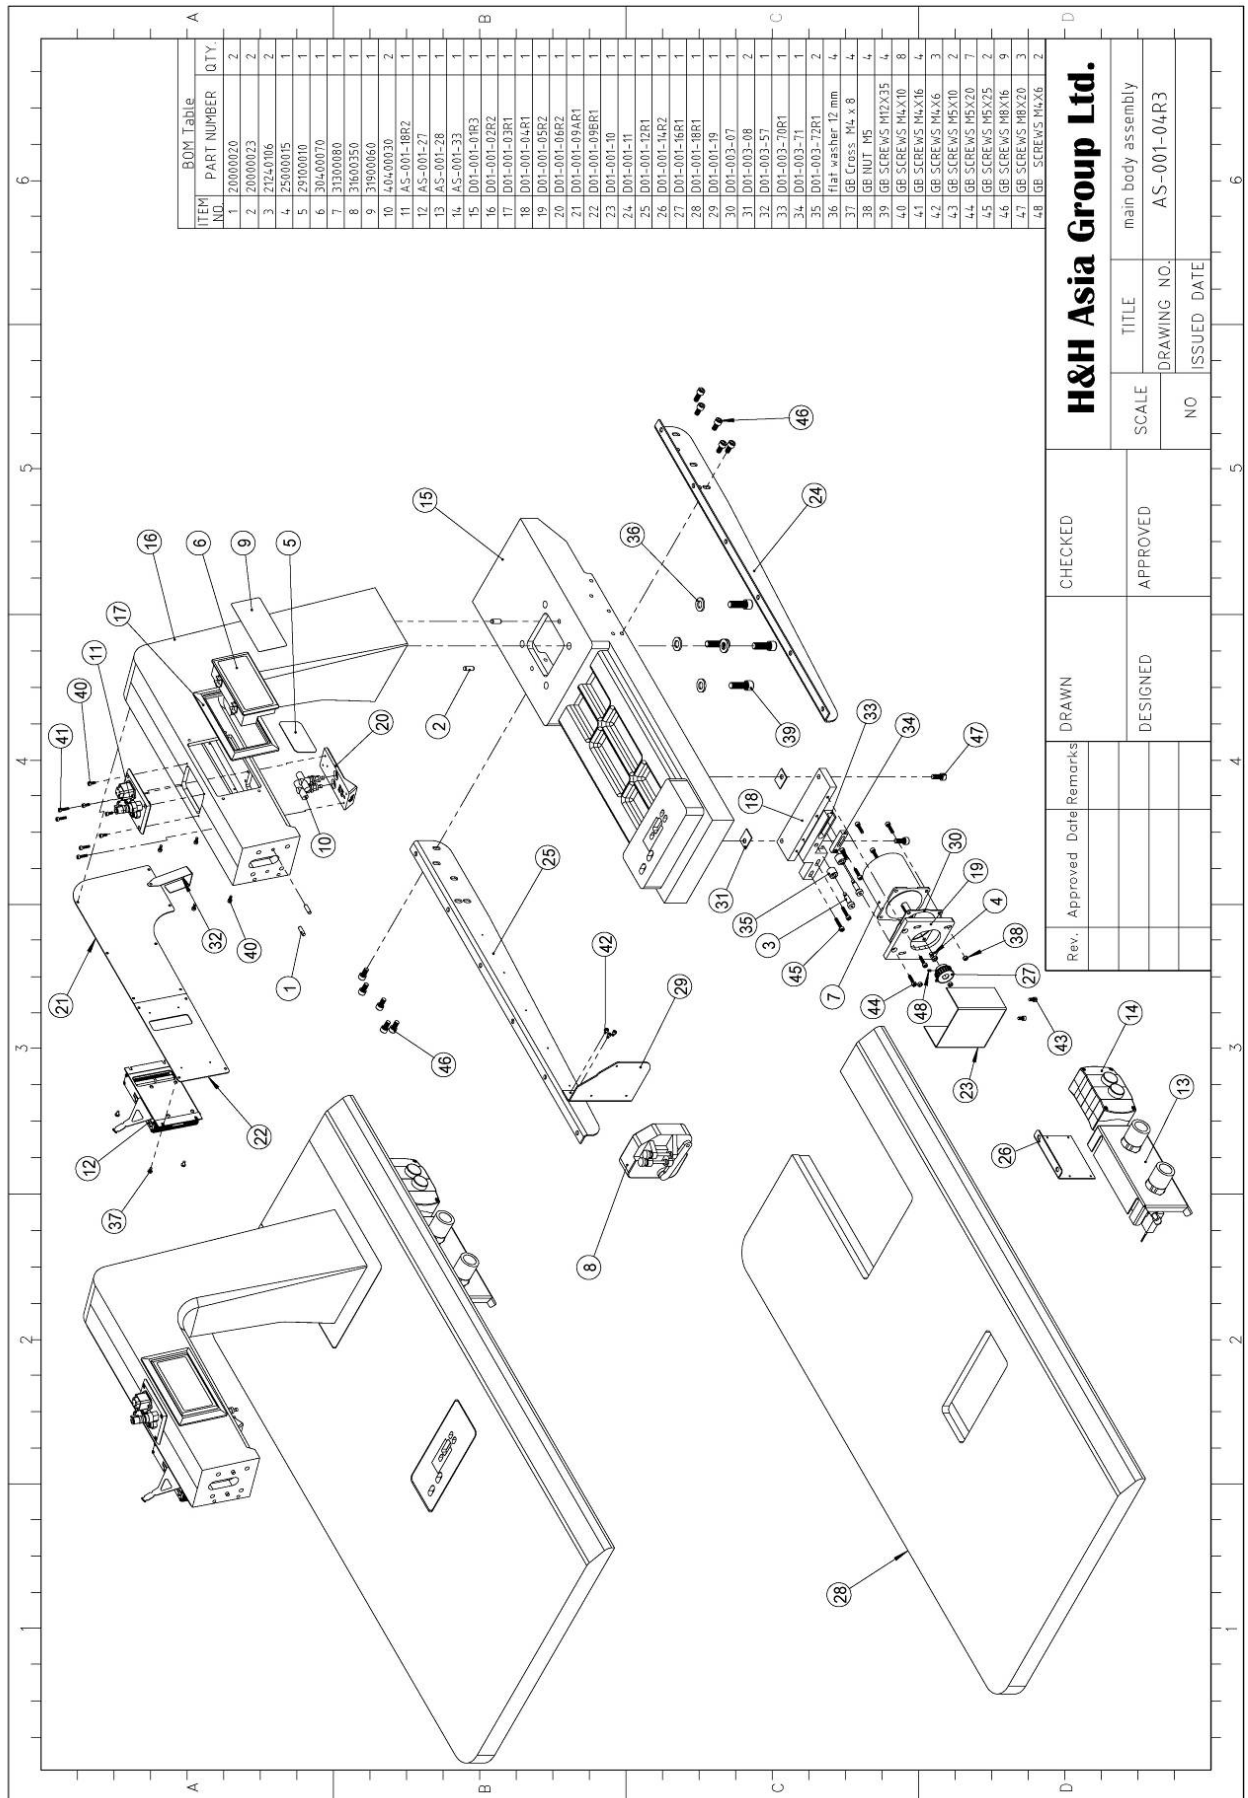 BOM Table
ITEM NO. PART NUMBER QTY.
1 20000020 2
2 20000023 2
3 21240106 2
4 25000015 1
5 29100010 1
6 30400070 1
7 31300080 1
8 31600350 1
9 31900060 1
10 40400030 2
11 AS-001-18R2 1
12 AS-001-27 1
13 AS-001-28 1
14 AS-001-33 1
15 D01-001-01R3 1
16 D01-001-02R2 1
17 D01-001-03R1 1
18 D01-001-04R1 1
19 D01-001-05R2 1
20 D01-001-06R2 1
21 D01-001-09AR1 1
22 D01-001-09BR1 1
23 D01-001-10 1
24 D01-001-11 1
25 D01-001-12R1 1
26 D01-001-14R2 1
27 D01-001-16R1 1
28 D01-001-18R1 1
29 D01-001-19 1
30 D01-003-07 1
31 D01-003-08 2
32 D01-003-57 1
33 D01-003-70R1 1
34 D01-003-71 1
35 D01-003-72R1 2
36 flat washer 12 mm 4
37 GB Cross M4 x 8 4
38 GB NUT M5 4
39 GB SCREWS M12X35 4
40 GB SCREWS M4X10 8
41 GB SCREWS M4X16 4
42 GB SCREWS M4X6 3
43 GB SCREWS M5X10 2
44 GB SCREWS M5X20 7
45 GB SCREWS M5X25 2
46 GB SCREWS M8X16 9
47 GB SCREWS M8X20 3
48 GB SCREWS M4X6 2
1 2 3 4 5 6
A
B
C
D
41
40
11
17
16
6
9
5
20
10
21
32
40
1
12
22
37
2
15
46
25
42
29
8
36
24
46
39
33
34
47
18
31
35
3
45
7
30
19
4
38
27
48
44
23
43
14
13
26
28
1 2 3 4 5 6
A
B
C
D
Rev. Approved Date Remarks
DRAWN
CHECKED
DESIGNED
APPROVED
H&H Asia Group Ltd.
SCALE
NO
TITLE
main body assembly
DRAWING NO.
AS-001-04R3
ISSUED DATE